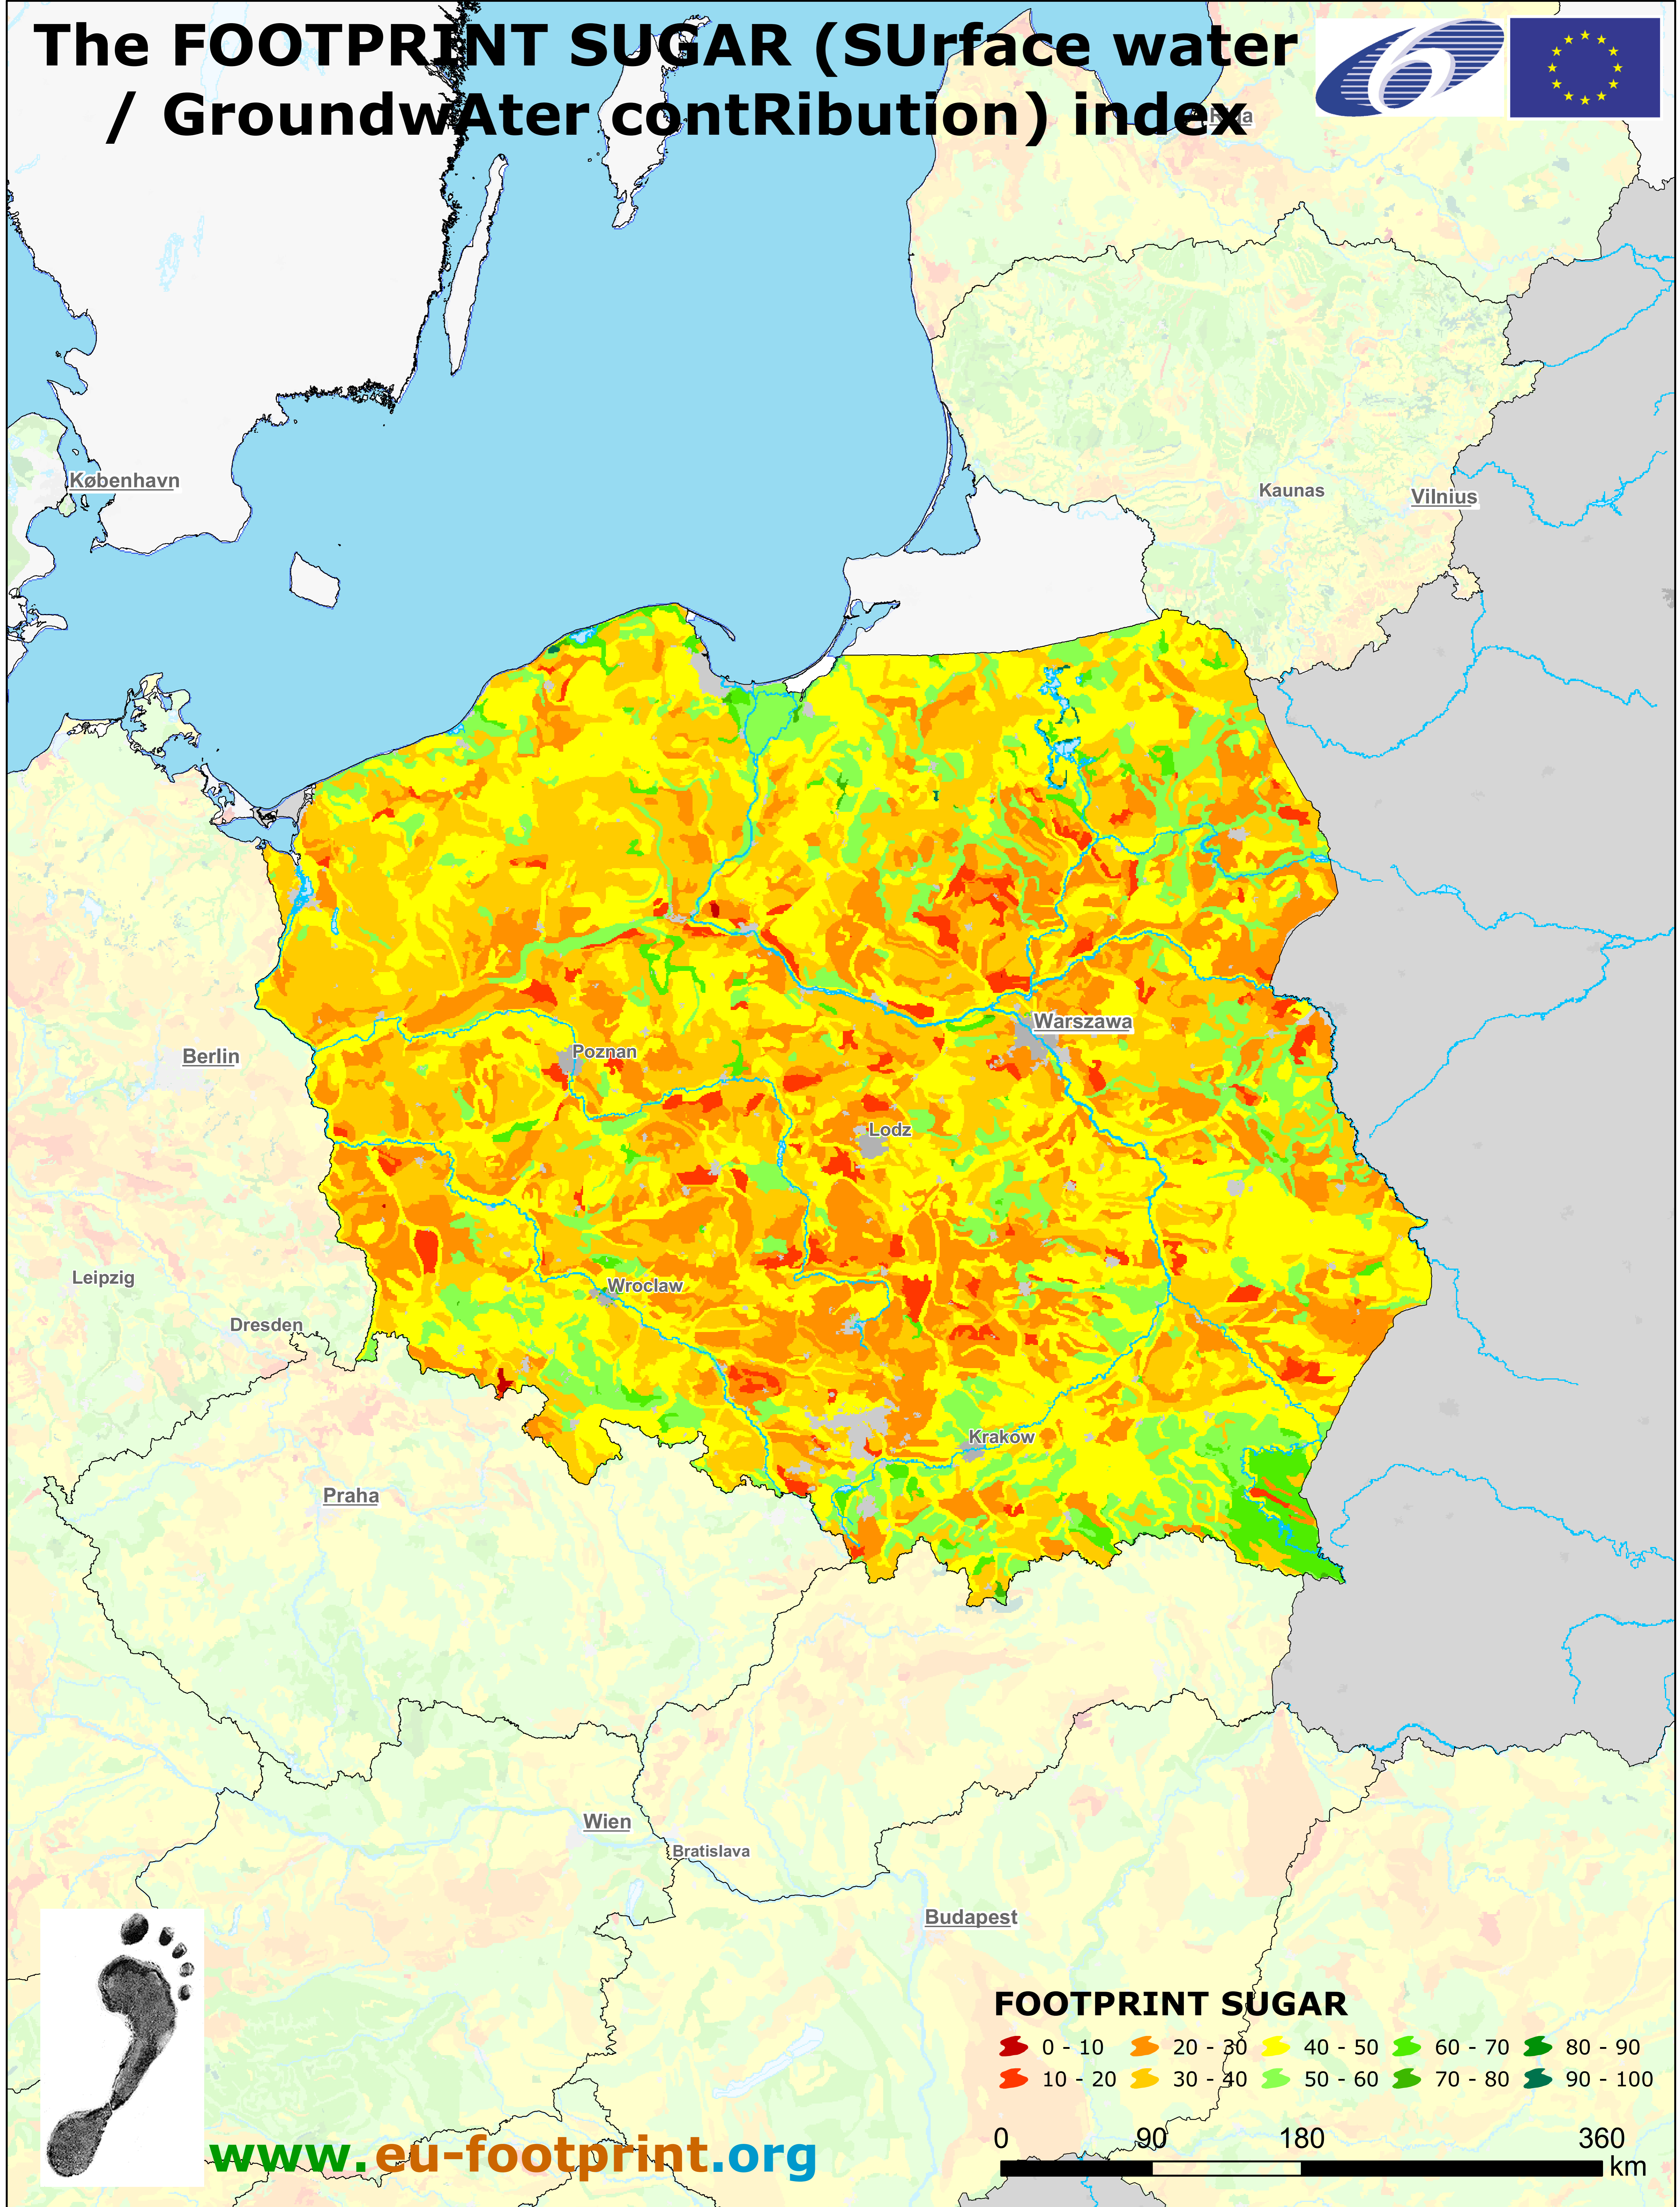 The FOOTPRINT SUGAR (SUrface water
/ GroundwAter contRibution) index
Riga
København
Kaunas
Vilnius
Warszawa
Berlin
Poznan
Lodz
Leipzig
Wroclaw
Dresden
Krakow
Praha
Wien
Bratislava
Budapest
FOOTPRINT SUGAR
0 - 10 20 - 30 40 - 50 60 - 70 80 - 90
10 - 20 30 - 40 50 - 60 70 - 80 90 - 100
0 90 180 360
km
www.eu-footprint.org